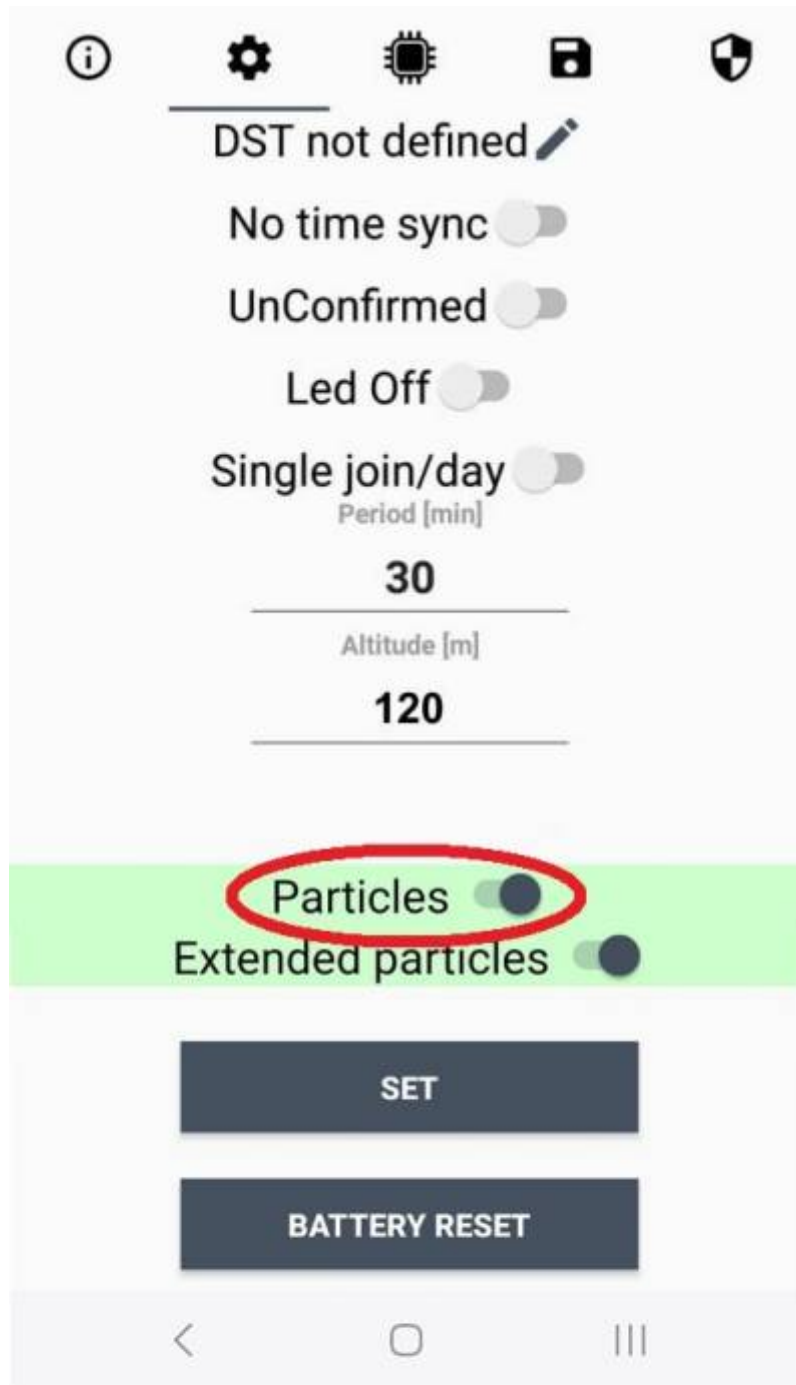 DST not defined
No time sync
UnConfirmed
Led Off
Single join/day
Period [min]
30
Altitude [m]
120
Particles
Extended particles
SET
BATTERY RESET